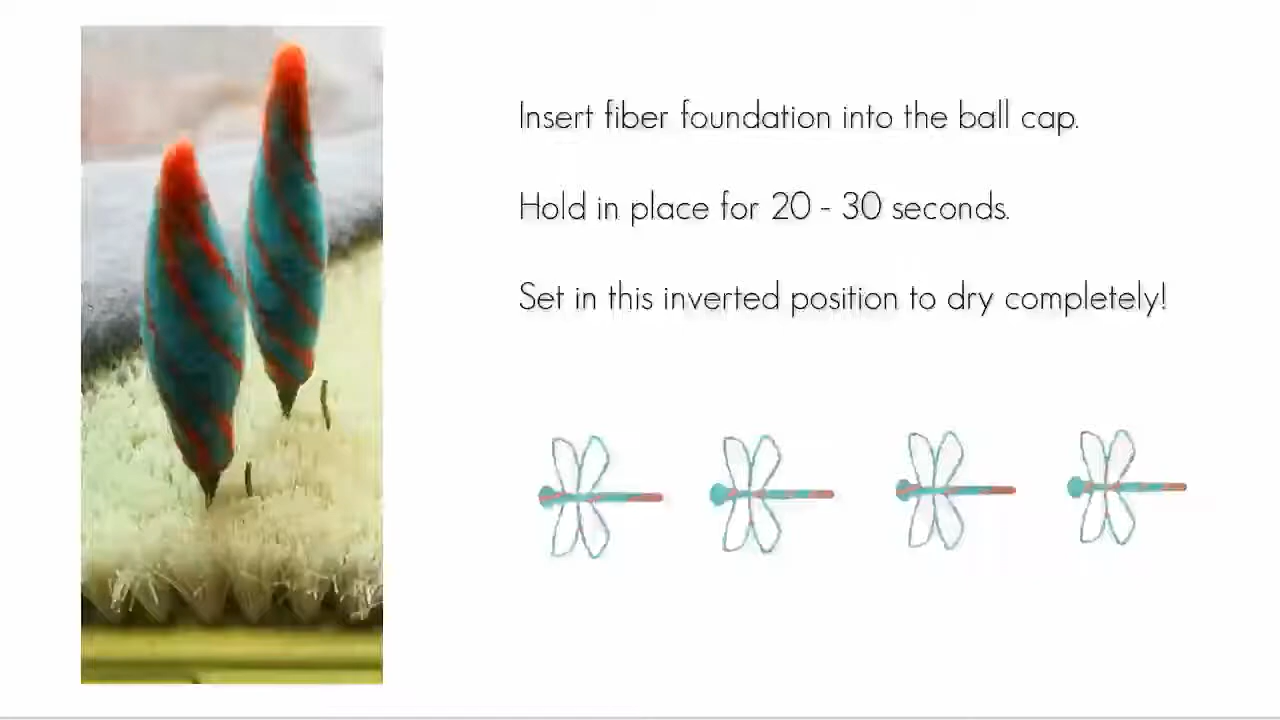 Insert fiber foundation into the ball cap.
Hold in place for 20 - 30 seconds.
Set in this inverted position to dry completely!